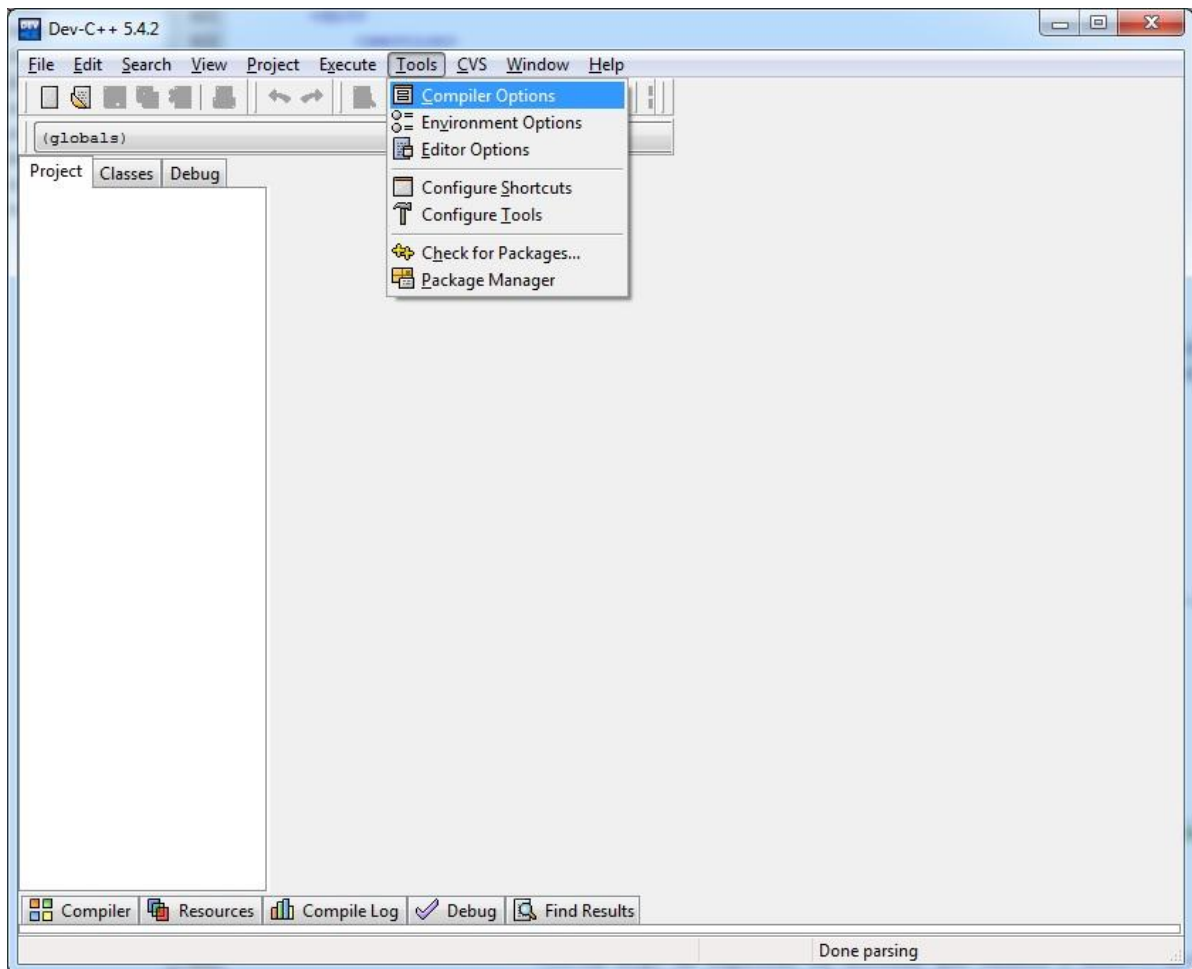 DEV Dev-C++ 5.4.2
File Edit Search View Project Execute Tools CVS Window Help
Compiler Options
Environment Options
(globals)
Editor Options
Project Classes Debug
Configure Shortcuts
Configure Tools
Check for Packages...
Package Manager
Compiler Resources Compile Log Debug Find Results
Done parsing